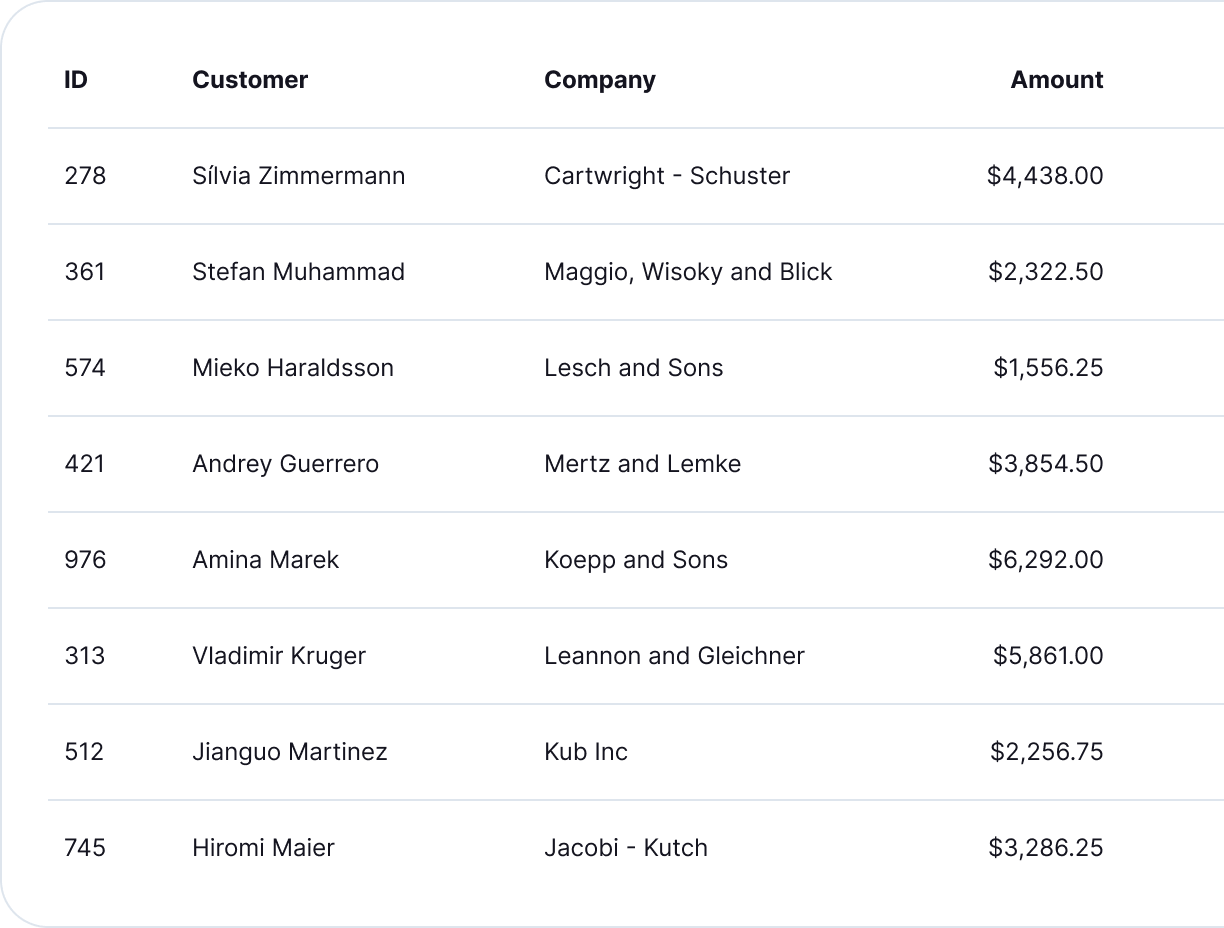 ID Customer Company Amount
278 Sílvia Zimmermann Cartwright - Schuster $4,438.00
361 Stefan Muhammad Maggio, Wisoky and Blick $2,322.50
574 Mieko Haraldsson Lesch and Sons $1,556.25
421 Andrey Guerrero Mertz and Lemke $3,854.50
976 Amina Marek Koepp and Sons $6,292.00
313 Vladimir Kruger Leannon and Gleichner $5,861.00
512 Jianguo Martinez Kub Inc $2,256.75
745 Hiromi Maier Jacobi - Kutch $3,286.25